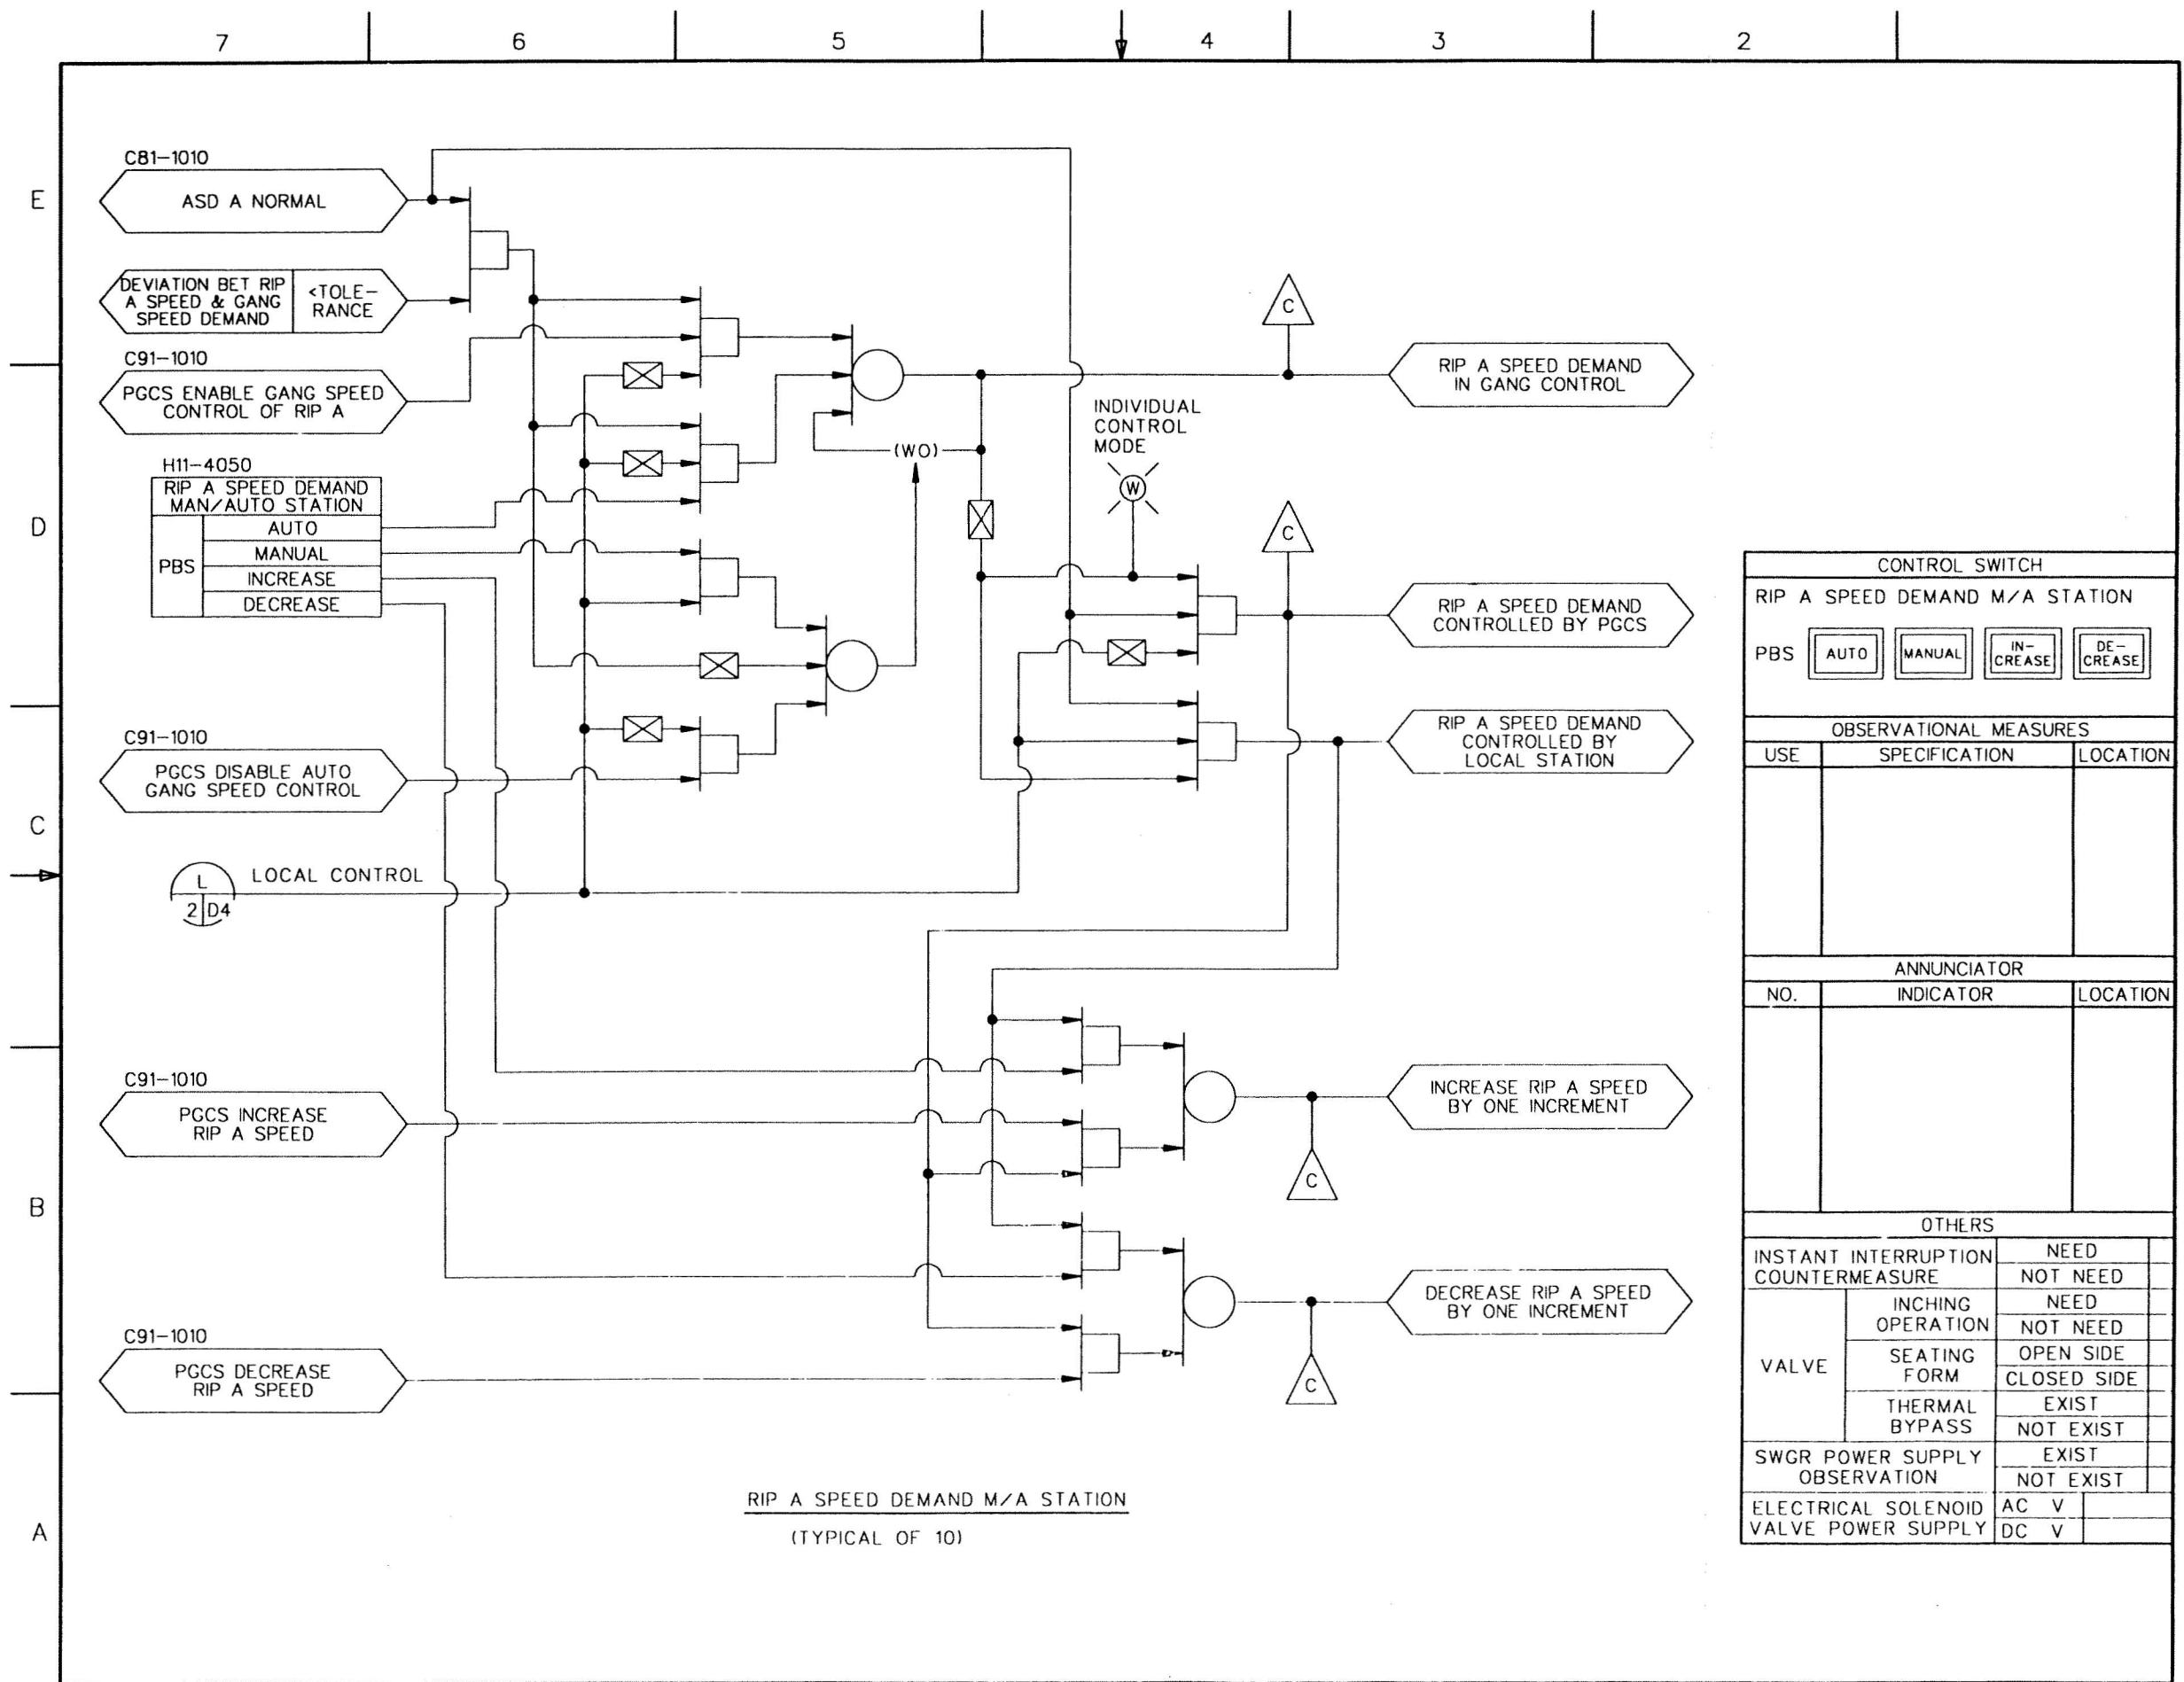 7 6 5 4 3 2
E
D
C
B
A
C81-1010
ASD A NORMAL
DEVIATION BET RIP
A SPEED & GANG
SPEED DEMAND
<TOLE-
RANCE
C91-1010
PGCS ENABLE GANG SPEED
CONTROL OF RIP A
H11-4050
RIP A SPEED DEMAND
MAN/AUTO STATION
PBS
AUTO
MANUAL
INCREASE
DECREASE
C91-1010
PGCS DISABLE AUTO
GANG SPEED CONTROL
L
2 D4
LOCAL CONTROL
C91-1010
PGCS INCREASE
RIP A SPEED
C91-1010
PGCS DECREASE
RIP A SPEED
(WO)
INDIVIDUAL
CONTROL
MODE
W
C
RIP A SPEED DEMAND
IN GANG CONTROL
C
RIP A SPEED DEMAND
CONTROLLED BY PGCS
RIP A SPEED DEMAND
CONTROLLED BY
LOCAL STATION
INCREASE RIP A SPEED
BY ONE INCREMENT
C
DECREASE RIP A SPEED
BY ONE INCREMENT
C
RIP A SPEED DEMAND M/A STATION
(TYPICAL OF 10)
CONTROL SWITCH
RIP A SPEED DEMAND M/A STATION
PBS
AUTO
MANUAL
IN-
CREASE
DE-
CREASE
OBSERVATIONAL MEASURES
USE SPECIFICATION LOCATION
ANNUNCIATOR
NO. INDICATOR LOCATION
OTHERS
INSTANT INTERRUPTION
COUNTERMEASURE
NEED
NOT NEED
VALVE
INCHING
OPERATION
NEED
NOT NEED
SEATING
FORM
OPEN SIDE
CLOSED SIDE
THERMAL
BYPASS
EXIST
NOT EXIST
SWGR POWER SUPPLY
OBSERVATION
EXIST
NOT EXIST
ELECTRICAL SOLENOID
VALVE POWER SUPPLY
AC V
DC V